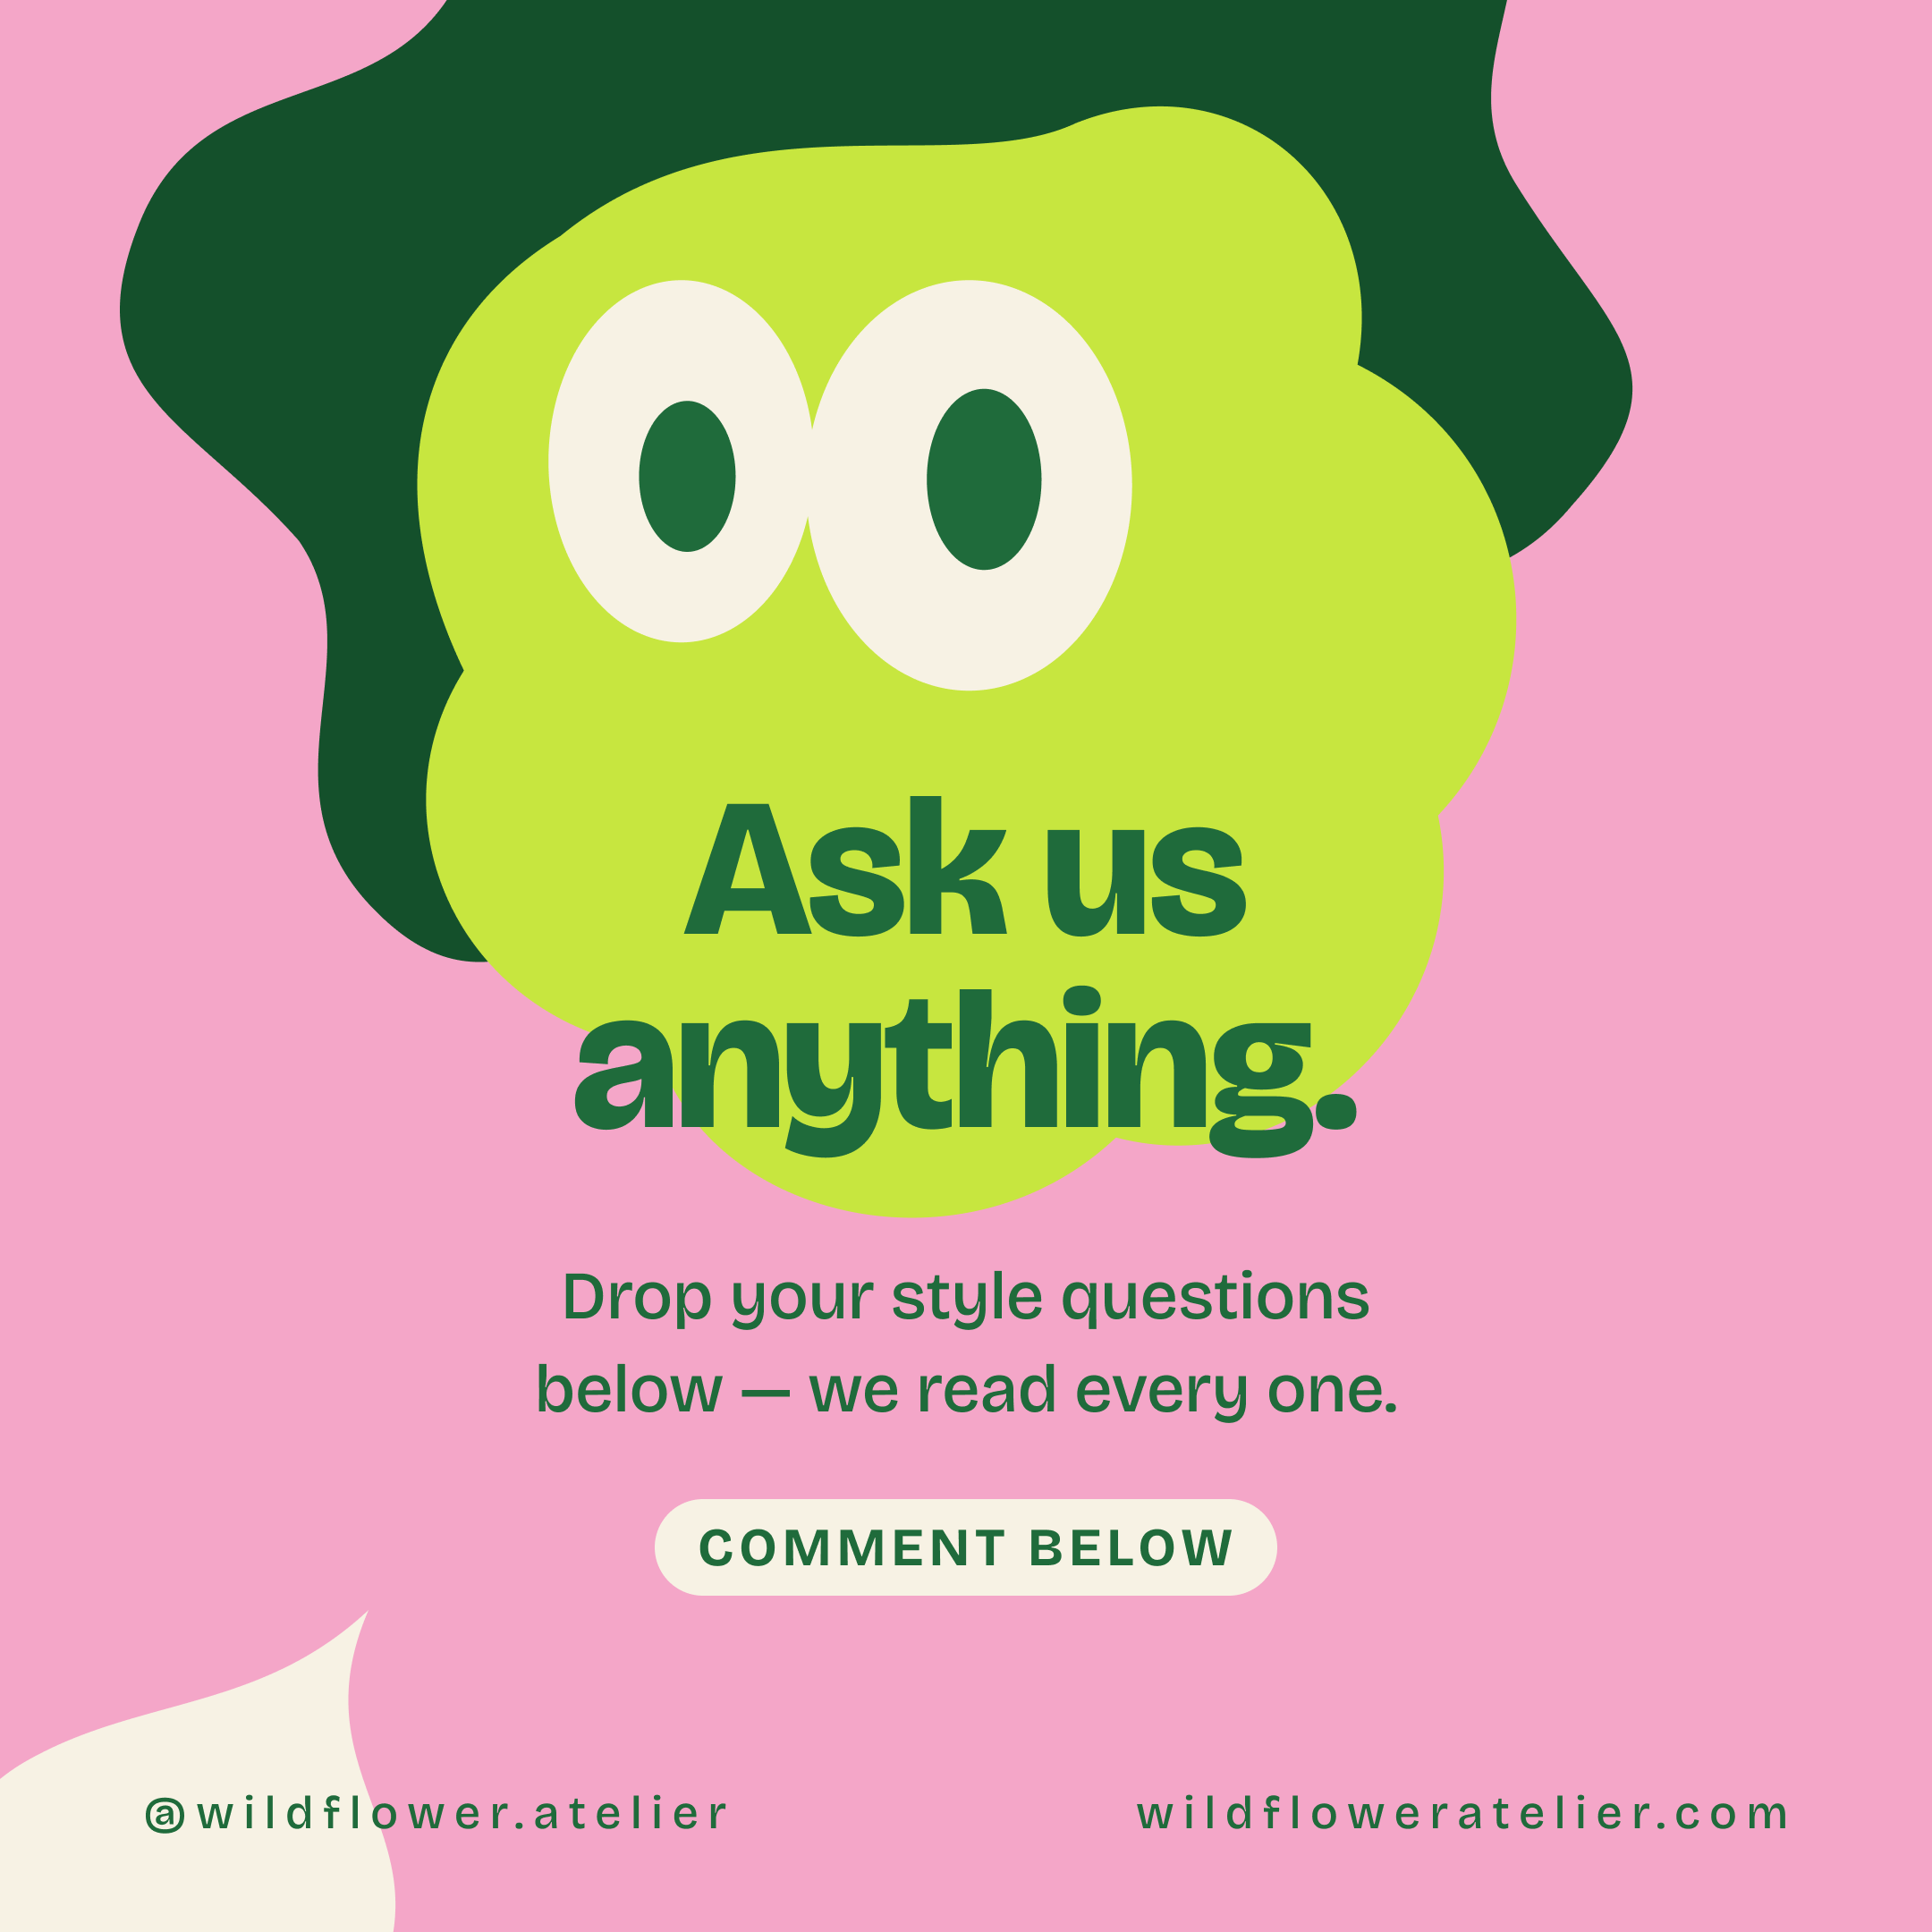 Ask us
anything.
Drop your style questions
below — we read every one.
COMMENT BELOW
@wildflower.atelier
wildfloweratelier.com